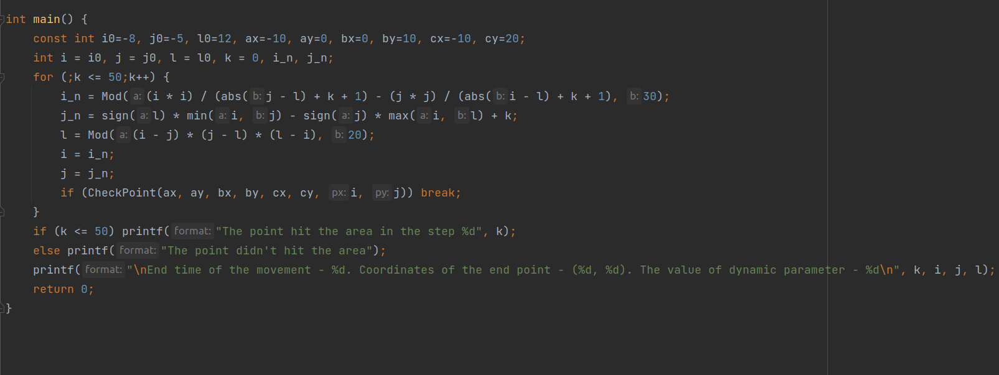 int main() {
    const int i0=-8, j0=-5, l0=12, ax=-10, ay=0, bx=0, by=10, cx=-10, cy=20;
    int i = i0, j = j0, l = l0, k = 0, i_n, j_n;
    for (;k <= 50;k++) {
        i_n = Mod( a: (i * i) / (abs( b: j - l) + k + 1) - (j * j) / (abs( b: i - l) + k + 1), b: 30);
        j_n = sign( a: l) * min( a: i, b: j) - sign( a: j) * max( a: i, b: l) + k;
        l = Mod( a: (i - j) * (j - l) * (l - i), b: 20);
        i = i_n;
        j = j_n;
        if (CheckPoint(ax, ay, bx, by, cx, cy, px: i, py: j)) break;
    }
    if (k <= 50) printf( format: "The point hit the area in the step %d", k);
    else printf( format: "The point didn't hit the area");
    printf( format: "\nEnd time of the movement - %d. Coordinates of the end point - (%d, %d). The value of dynamic parameter - %d\n", k, i, j, l);
    return 0;
}